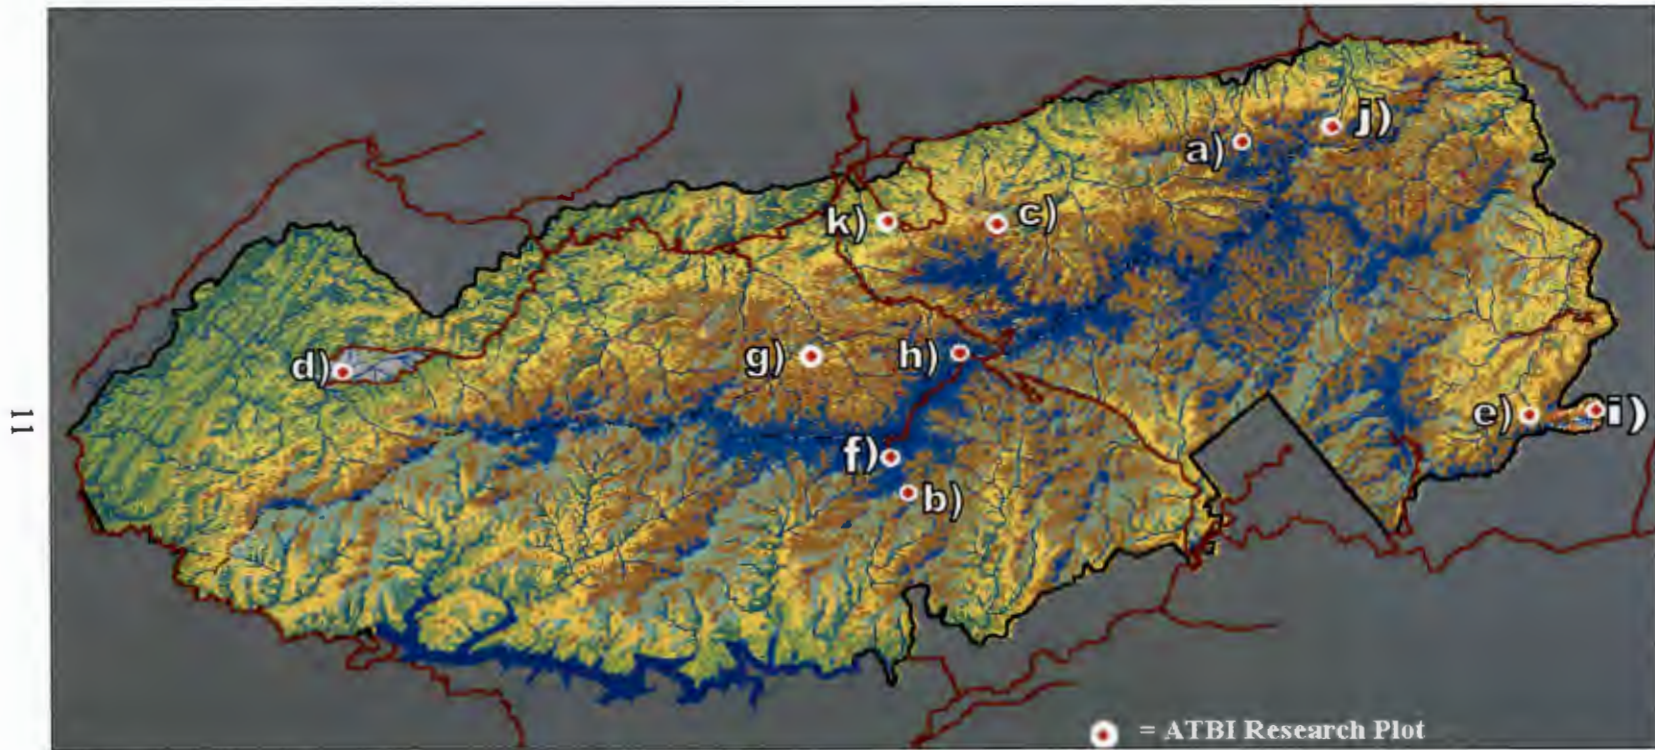 j)
a)
k)
c)
d)
g)
h)
e)
i)
f)
b)
= ATBI Research Plot
11